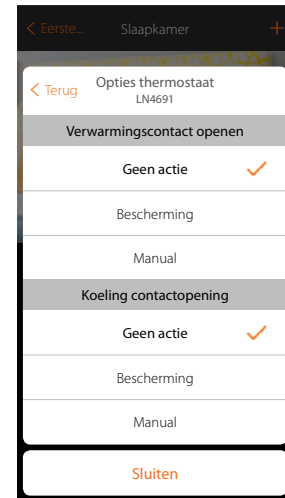 < Eerste... Slaapkamer +
< Terug Opties thermostaat
LN4691
Verwarmingscontact openen
Geen actie
Bescherming
Manual
Koeling contactopening
Geen actie
Bescherming
Manual
Sluiten